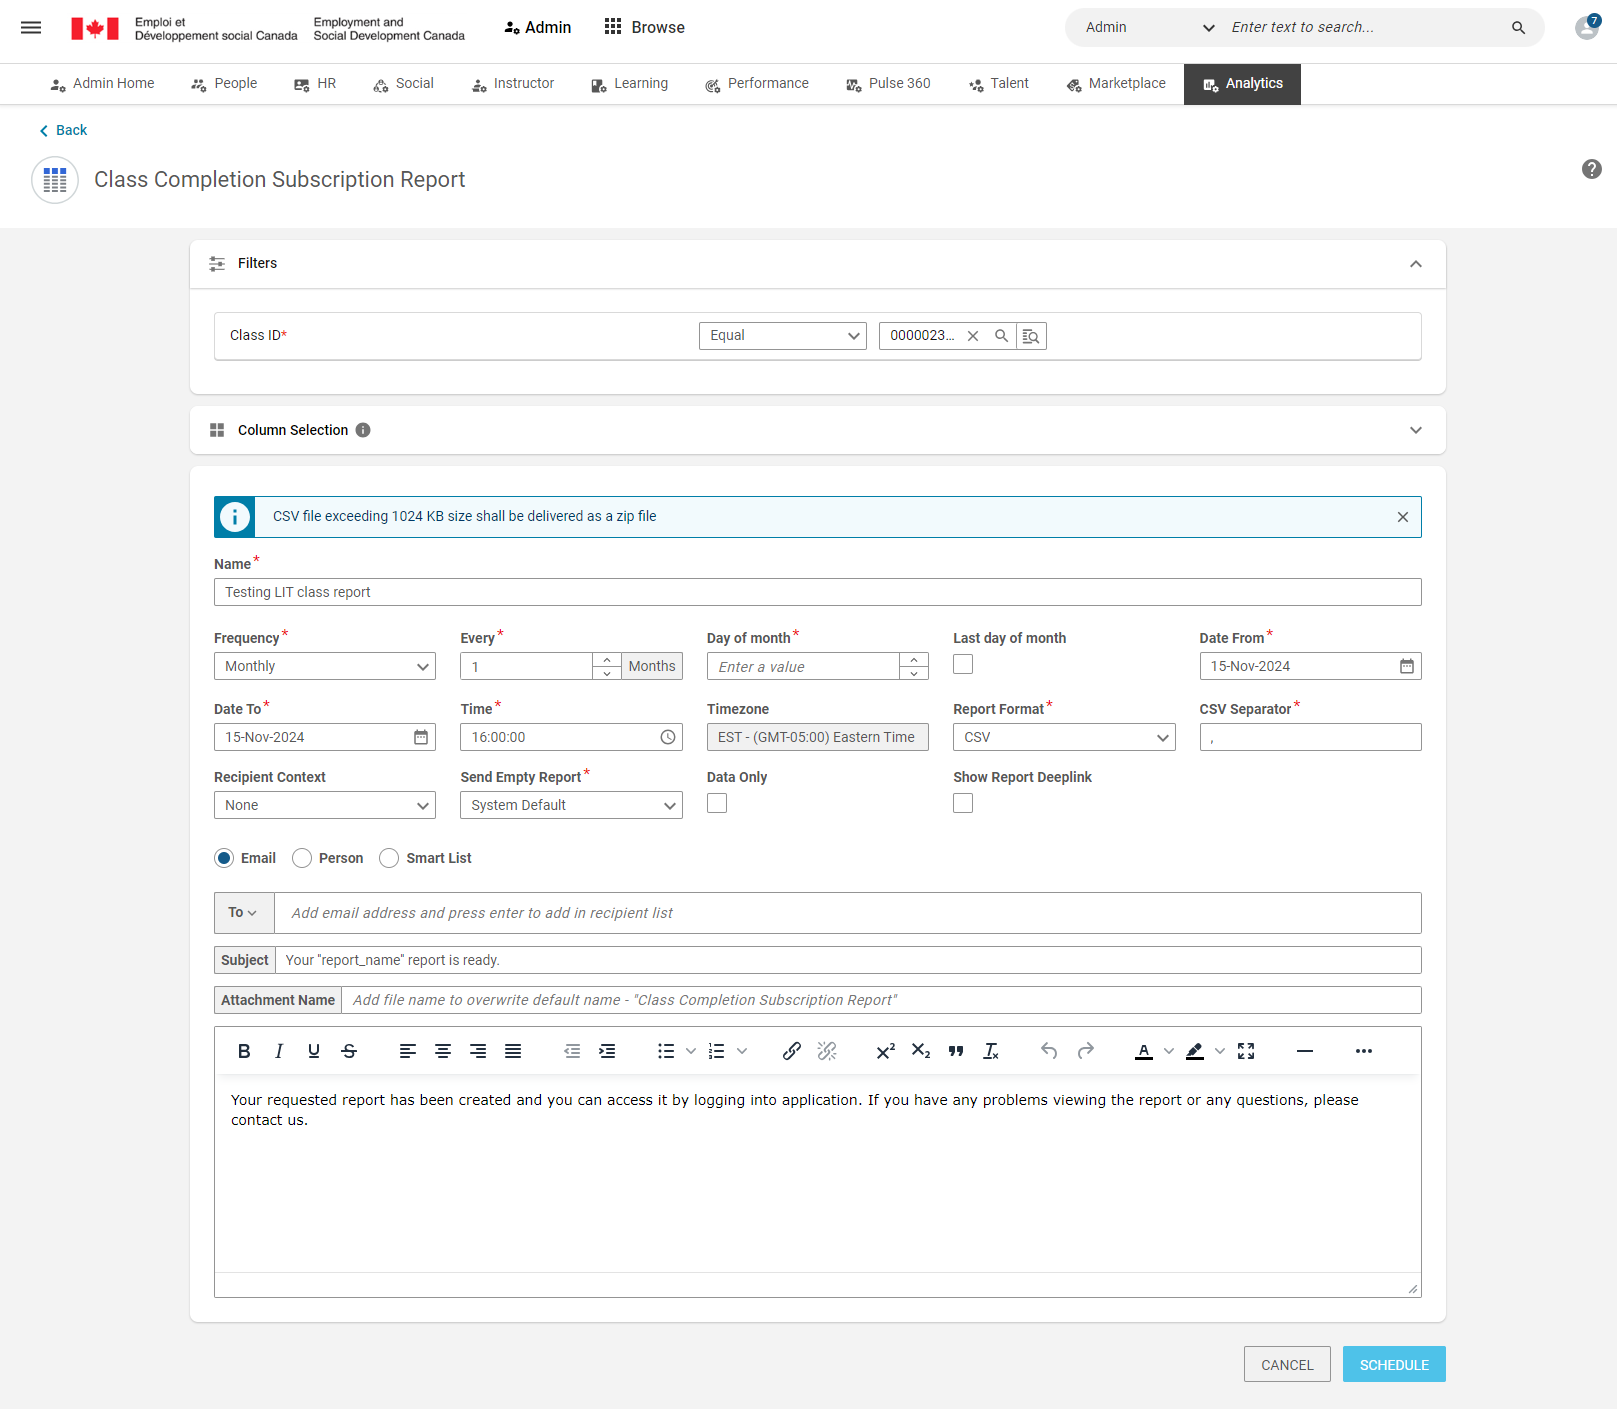 Emploi et
Développement social Canada
Employment and
Social Development Canada
Admin
Browse
Admin
Enter text to search...
7
Admin Home
People
HR
Social
Instructor
Learning
Performance
Pulse 360
Talent
Marketplace
Analytics
Back
Class Completion Subscription Report
Filters
Class ID*
Equal
0000023...
Column Selection
CSV file exceeding 1024 KB size shall be delivered as a zip file
Name*
Testing LIT class report
Frequency* Every* Day of month* Last day of month Date From*
Monthly 1 Months Enter a value 15-Nov-2024
Date To* Time* Timezone Report Format* CSV Separator*
15-Nov-2024 16:00:00 EST - (GMT-05:00) Eastern Time CSV ,
Recipient Context Send Empty Report* Data Only Show Report Deeplink
None System Default
Email Person Smart List
To Add email address and press enter to add in recipient list
Subject Your "report_name" report is ready.
Attachment Name Add file name to overwrite default name - "Class Completion Subscription Report"
Your requested report has been created and you can access it by logging into application. If you have any problems viewing the report or any questions, please
contact us.
CANCEL SCHEDULE